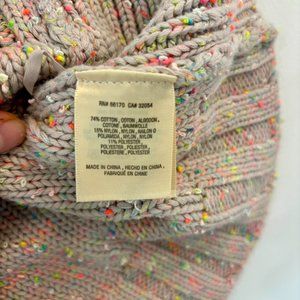 RN# 66170 CA# 32054
74% COTTON, COTON, ALGODON,
COTONE, BAUMWOLLE
15% NYLON, NYLON, NAILON O
POLIAMIDA, NYLON, NYLON
11% POLYESTER,
POLYESTER, POLIESTER,
POLIESTERE, POLYESTER
MADE IN CHINA, HECHO EN CHINA,
FABRIQUÉ EN CHINE